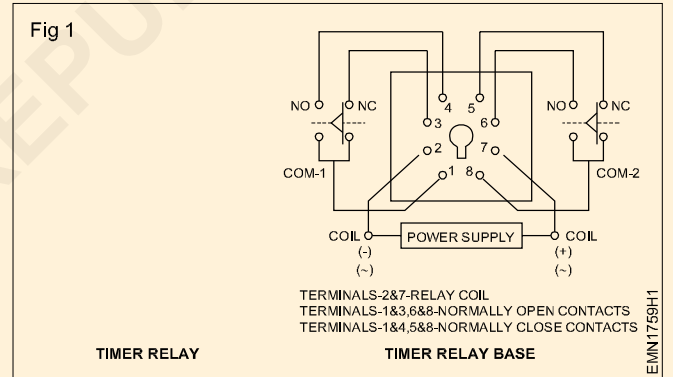 Fig 1
4 5
NO NC NO NC
3 6
2 7
COM-1 1 8 COM-2
COIL POWER SUPPLY COIL
(-) (+)
(~) (~)
TERMINALS-2&7-RELAY COIL
TERMINALS-1&3,6&8-NORMALLY OPEN CONTACTS
TERMINALS-1&4,5&8-NORMALLY CLOSE CONTACTS
TIMER RELAY TIMER RELAY BASE
EMN1759H1